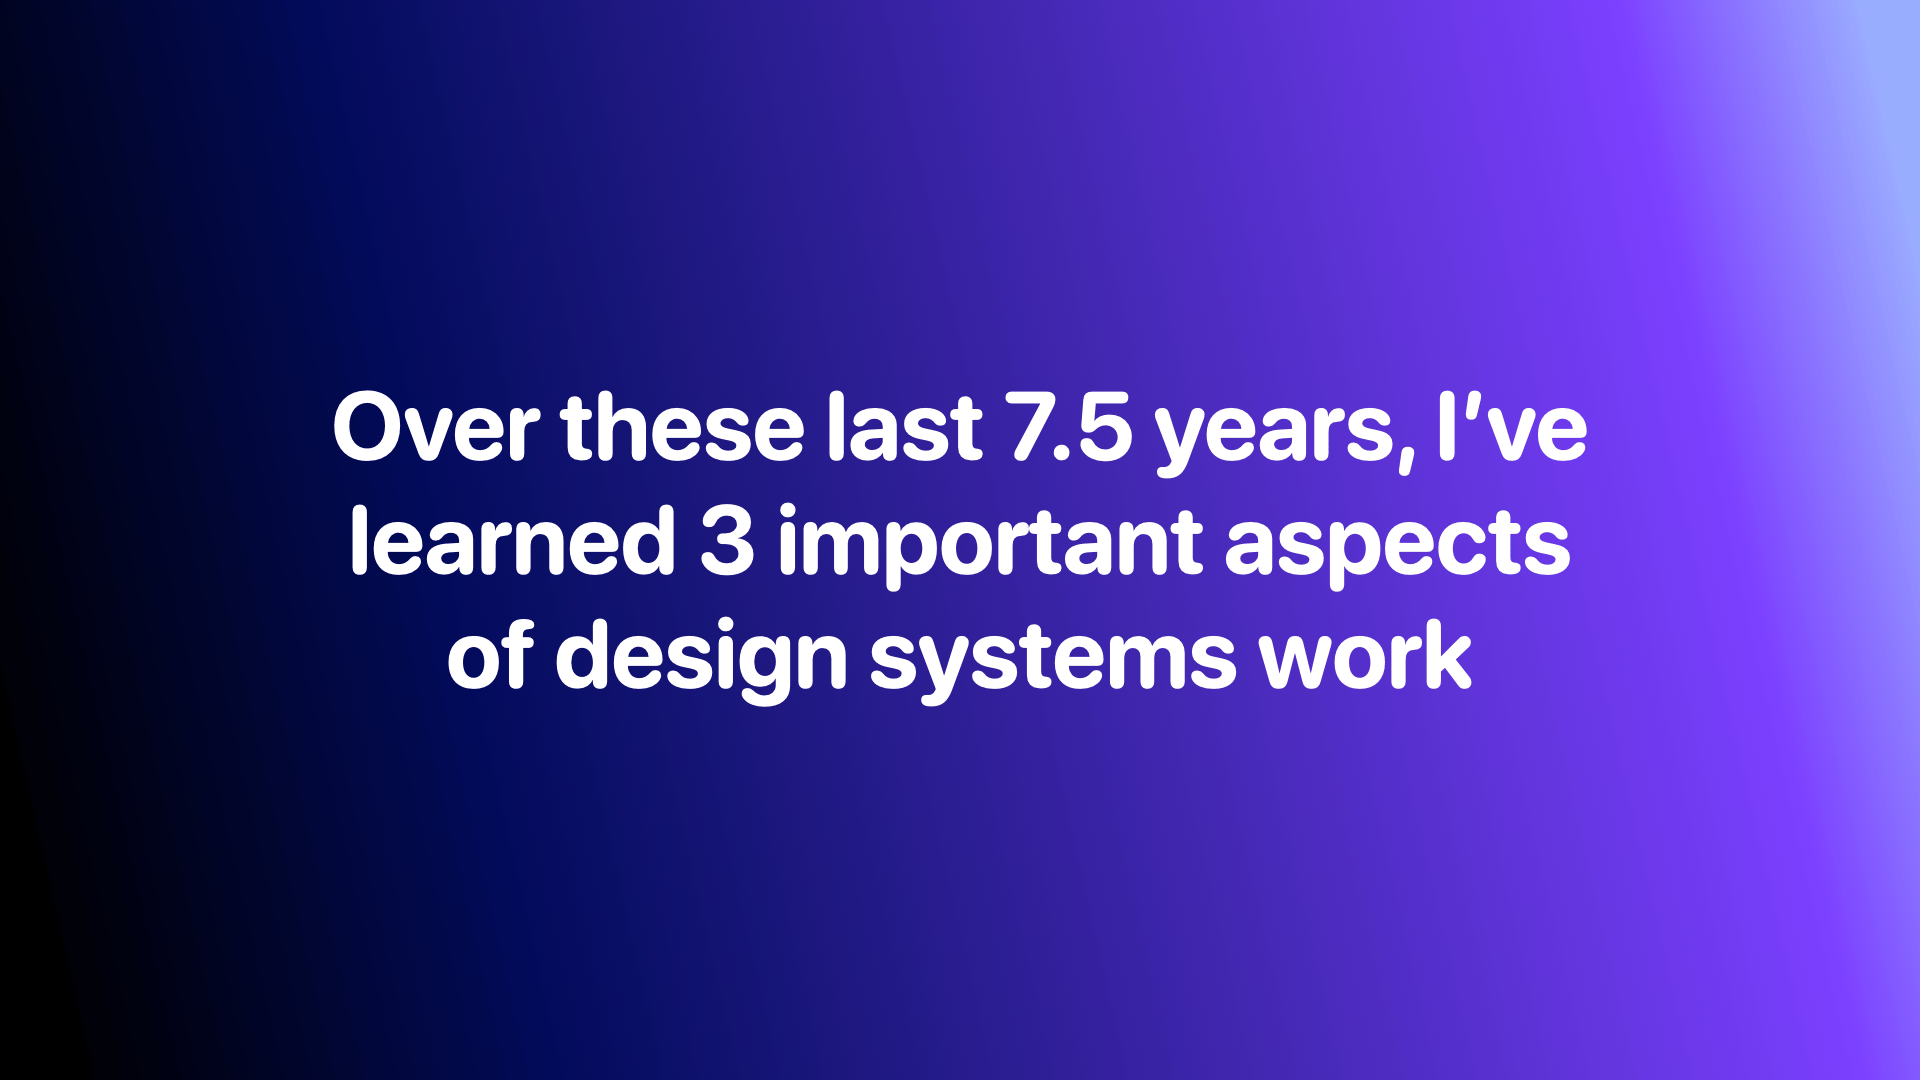 Over these last 7.5 years, I’ve
learned 3 important aspects
of design systems work